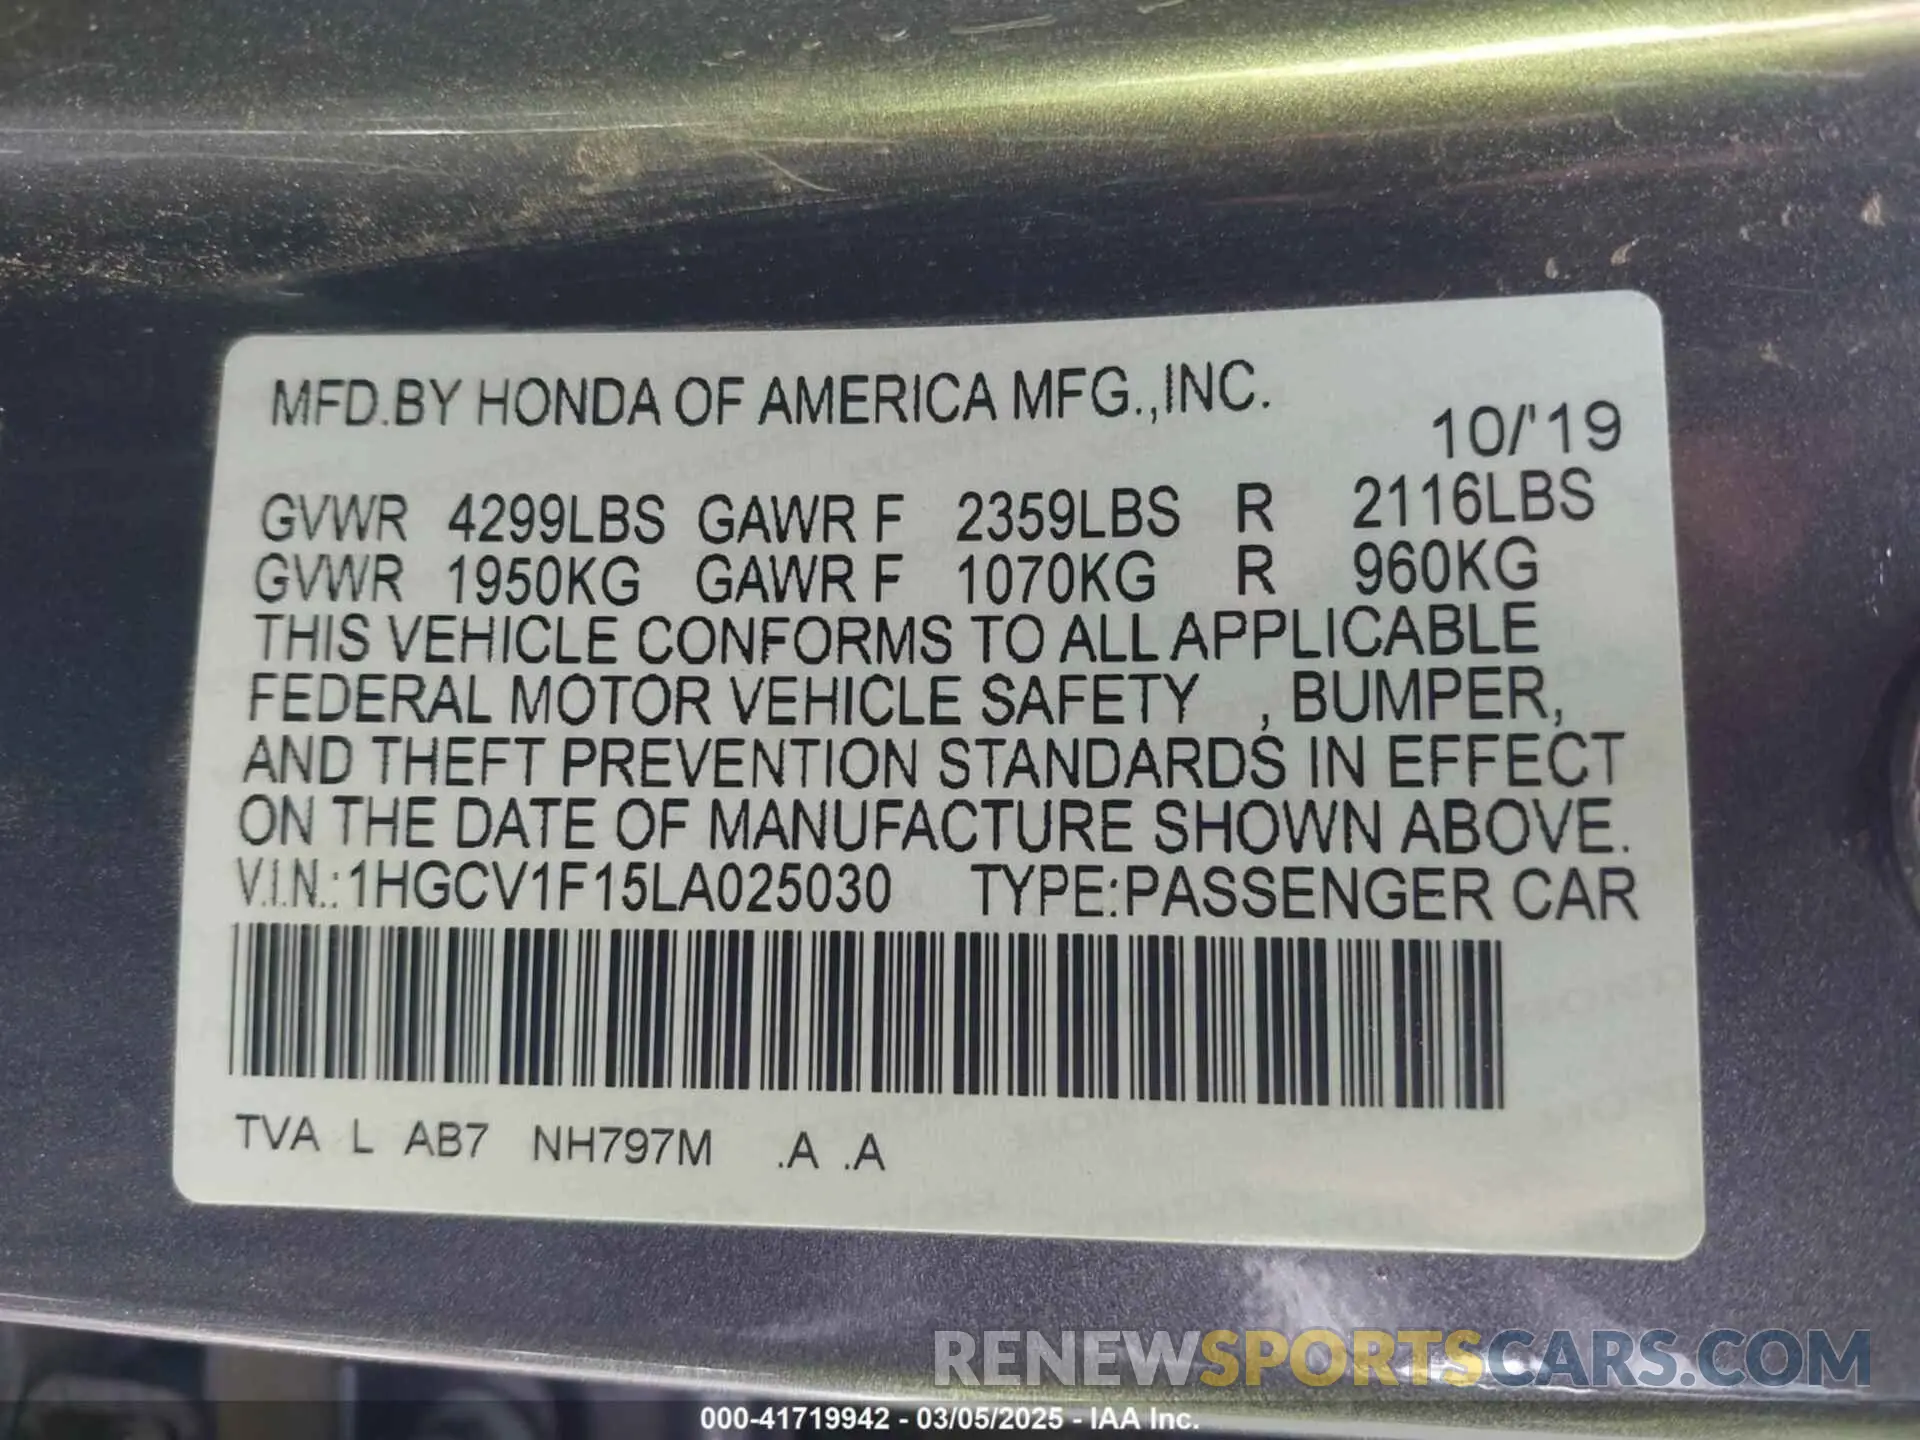 MFD.BY HONDA OF AMERICA MFG.,INC.
10/'19
GVWR 4299LBS GAWR F 2359LBS R 2116LBS
GVWR 1950KG GAWR F 1070KG R 960KG
THIS VEHICLE CONFORMS TO ALL APPLICABLE
FEDERAL MOTOR VEHICLE SAFETY , BUMPER,
AND THEFT PREVENTION STANDARDS IN EFFECT
ON THE DATE OF MANUFACTURE SHOWN ABOVE.
V.I.N.:1HGCV1F15LA025030 TYPE:PASSENGER CAR
TVA L AB7 NH797M .A .A
RENEWSPORTSCARS.COM
000-41719942 - 03/05/2025 - IAA Inc.